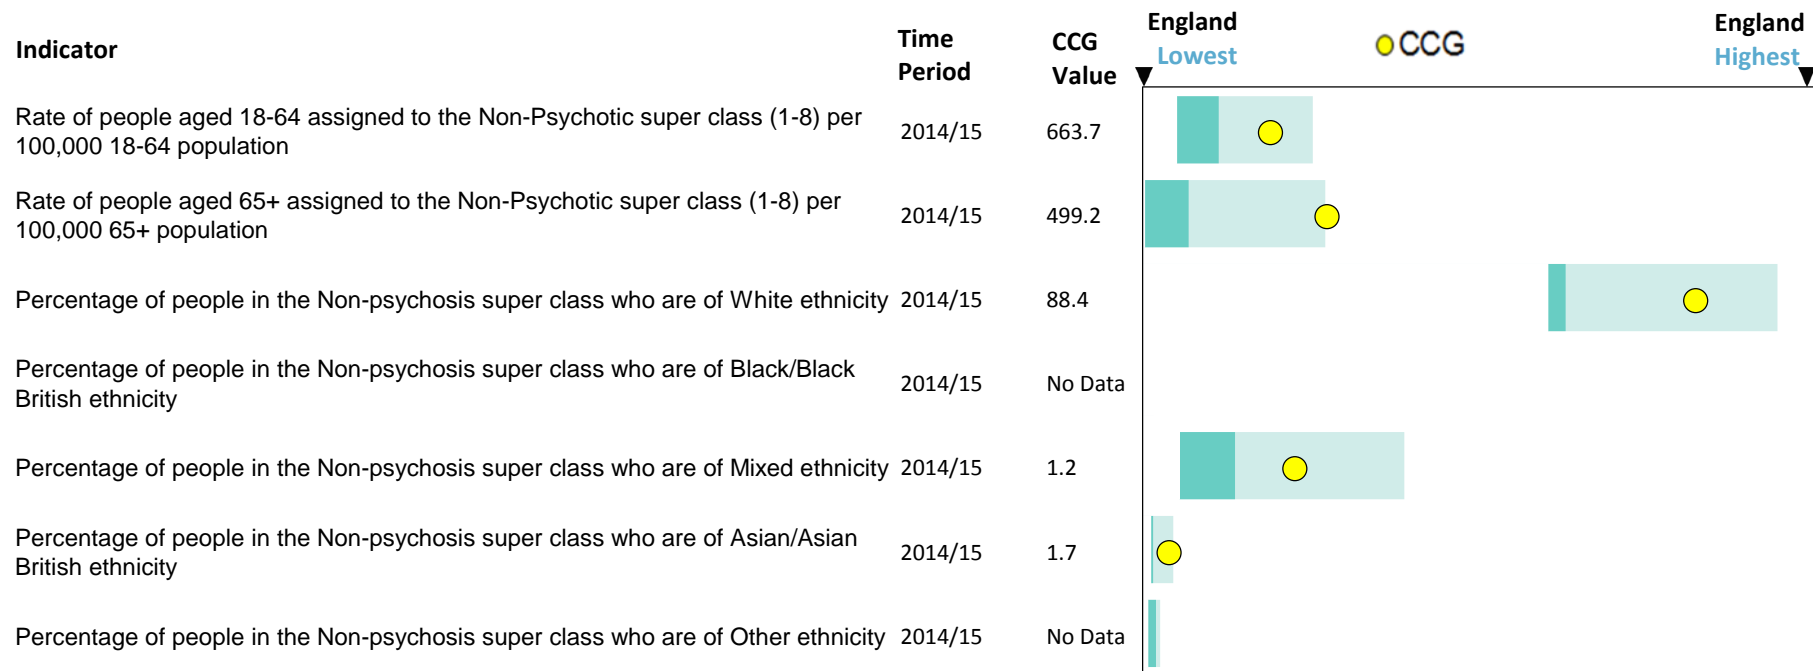 Indicator
Time
Period
CCG
Value
England
Lowest
CCG
England
Highest
Rate of people aged 18-64 assigned to the Non-Psychotic super class (1-8) per
100,000 18-64 population
2014/15
663.7
Rate of people aged 65+ assigned to the Non-Psychotic super class (1-8) per
100,000 65+ population
2014/15
499.2
Percentage of people in the Non-psychosis super class who are of White ethnicity
2014/15
88.4
Percentage of people in the Non-psychosis super class who are of Black/Black
British ethnicity
2014/15
No Data
Percentage of people in the Non-psychosis super class who are of Mixed ethnicity
2014/15
1.2
Percentage of people in the Non-psychosis super class who are of Asian/Asian
British ethnicity
2014/15
1.7
Percentage of people in the Non-psychosis super class who are of Other ethnicity
2014/15
No Data